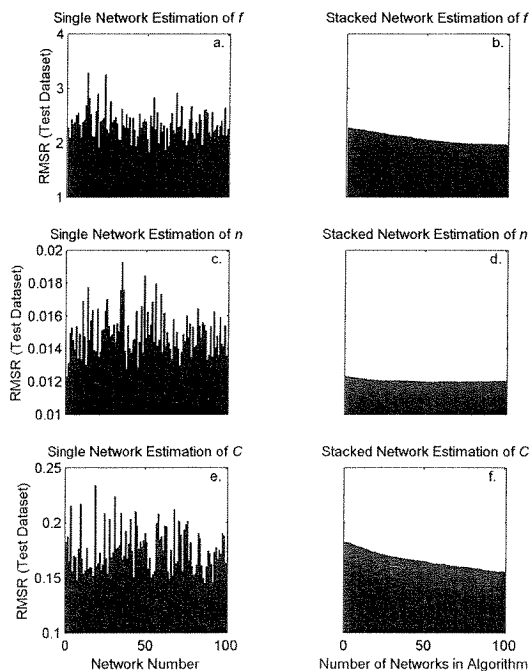 Single Network Estimation of f
Stacked Network Estimation of f
a.
b.
4
3
2
1
RMSR (Test Dataset)
Single Network Estimation of n
Stacked Network Estimation of n
c.
d.
0.02
0.018
0.016
0.014
0.012
0.01
RMSR (Test Dataset)
Single Network Estimation of C
Stacked Network Estimation of C
e.
f.
0.25
0.2
0.15
0.1
RMSR (Test Dataset)
0
50
100
0
50
100
Network Number
Number of Networks in Algorithm